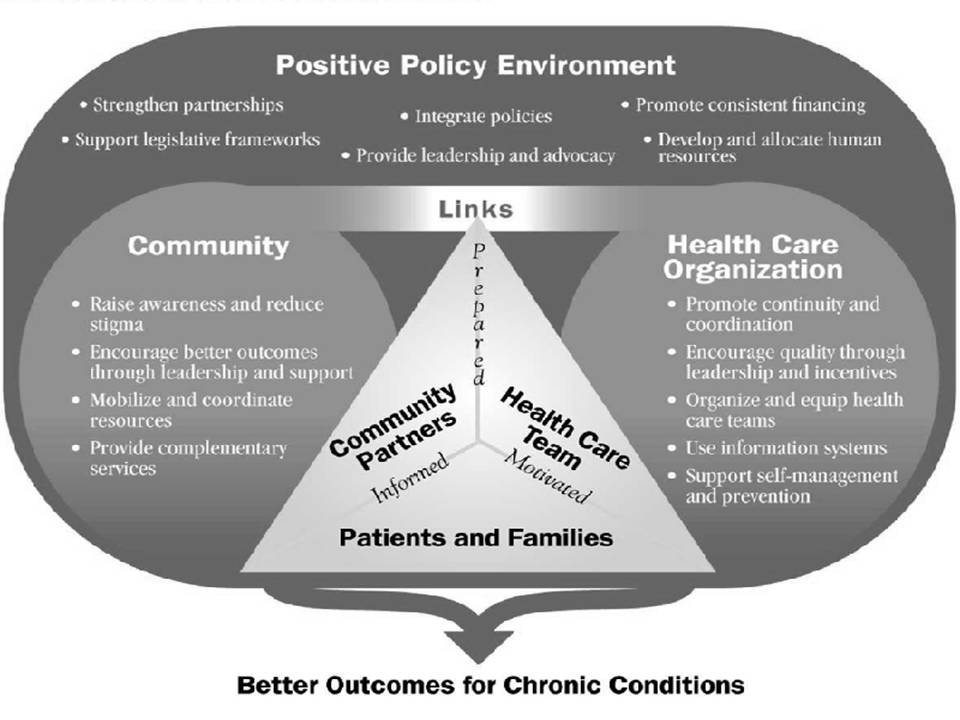 Positive Policy Environment
• Strengthen partnerships
• Support legislative frameworks
• Integrate policies
• Provide leadership and advocacy
• Promote consistent financing
• Develop and allocate human
resources
Links
Community
• Raise awareness and reduce
stigma
• Encourage better outcomes
through leadership and support
• Mobilize and coordinate
resources
• Provide complementary
services
Prepared
Community
Partners
Informed
Health Care
Team
Motivated
Patients and Families
Health Care
Organization
• Promote continuity and
coordination
• Encourage quality through
leadership and incentives
• Organize and equip health
care teams
• Use information systems
• Support self-management
and prevention
Better Outcomes for Chronic Conditions